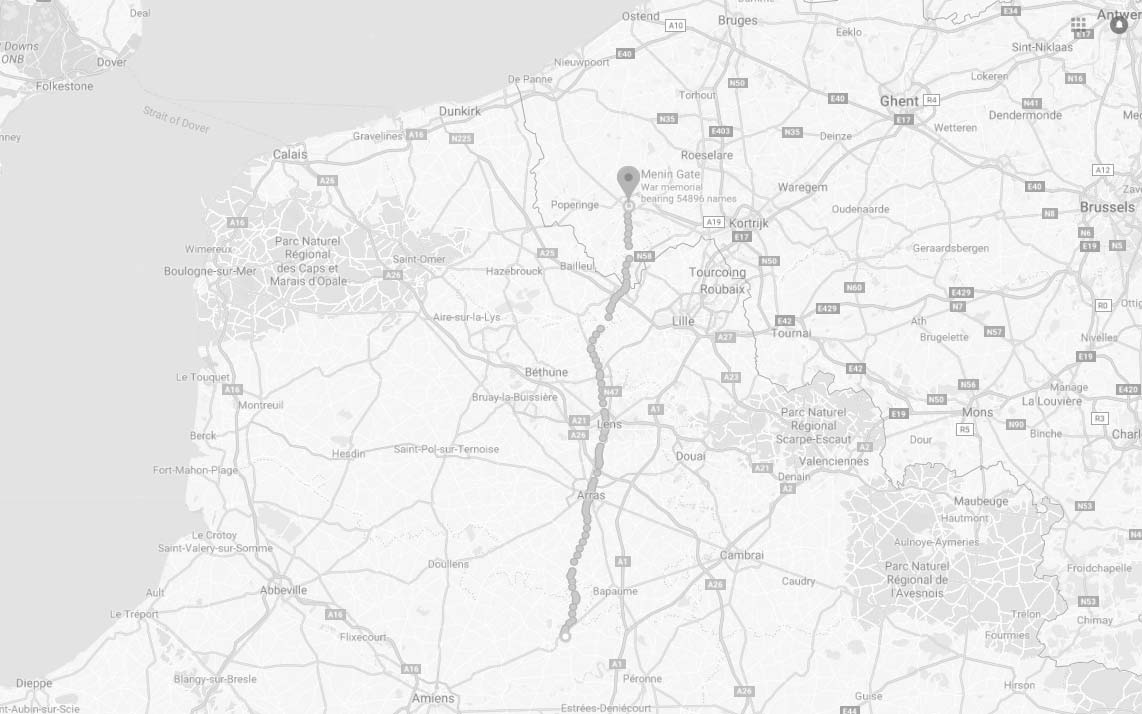 Deal
Ostend
A10
Bruges
E34
Antwer
Eeklo
E17
Downs
ONB
Dover
E40
Sint-Niklaas
Nieuwpoort
Folkestone
De Panne
N50
Lokeren
N16
Torhout
E40
Ghent
R4
N41
Strait of Dover
Dunkirk
N35
E17
Dendermonde
Mec
nney
Gravelines
A16
N225
E403
N35
Deinze
Wetteren
Calais
Roeselare
A26
Menin Gate
War memorial
bearing 54896 names
A12
Waregem
E40
Zav
Poperinge
Oudenaarde
Brussels
A16
A19
Kortrijk
N8
N6
E17
Parc Naturel
Régional
des Caps et
Marais d'Opale
Wimereux
E19
N5
A25
N58
Geraardsbergen
Saint-Omer
N50
Boulogne-sur-Mer
A26
Hazebrouck
Bailleul
Tourcoing
Roubaix
N60
E429
N7
R0
Ottig
E429
Aire-sur-la-Lys
Lille
E42
Tournai
Ath
N57
A27
Brugelette
Nivelles
E19
Béthune
E42
Le Touquet
A23
N56
Manage
A16
N47
E420
Bruay-la-Buissière
N50
La Louvière
Montreuil
A1
Parc Naturel
Régional
Scarpe-Escaut
E19
Mons
A21
Lens
N90
R3
Berck
A26
R5
Binche
Charl
Dour
A2
Hesdin
Saint-Pol-sur-Ternoise
Douai
Valenciennes
Fort-Mahon-Plage
A21
Denain
A2
Arras
Maubeuge
N53
Hautmont
Le Crotoy
N4
Saint-Valery-sur-Somme
Aulnoye-Aymeries
Cambrai
Doullens
A1
Parc Naturel
Régional de
l'Avesnois
Froidchapelle
Ault
Abbeville
Bapaume
A26
Caudry
N53
Le Tréport
A16
Trelon
Chimay
Flixecourt
Fourmies
A16
A1
Dieppe
Blangy-sur-Bresle
Péronne
Hirson
Amiens
A26
Guise
nt-Aubin-sur-Scie
Estrées-Deniécourt
E44